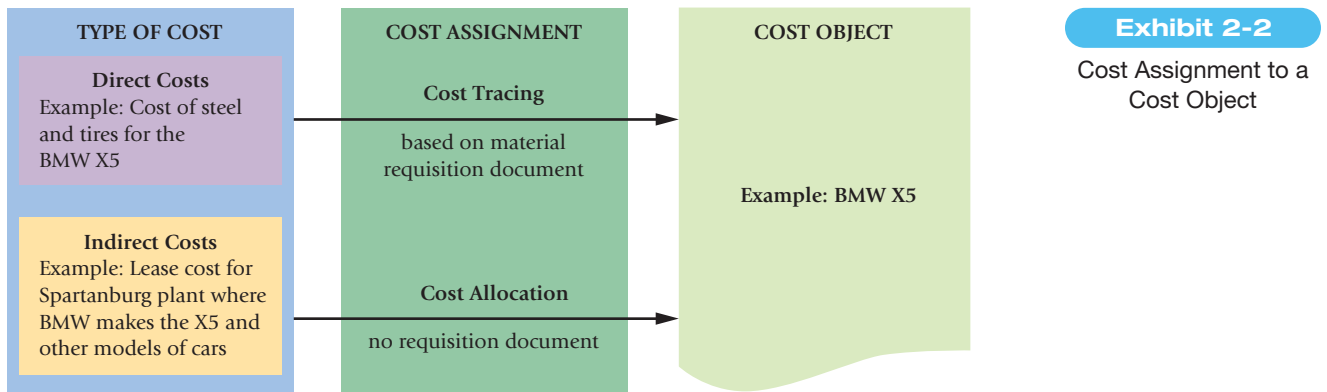 TYPE OF COST
Direct Costs
Example: Cost of steel
and tires for the
BMW X5
Indirect Costs
Example: Lease cost for
Spartanburg plant where
BMW makes the X5 and
other models of cars
COST ASSIGNMENT
Cost Tracing
based on material
requisition document
Cost Allocation
no requisition document
COST OBJECT
Example: BMW X5
Exhibit 2-2
Cost Assignment to a
Cost Object